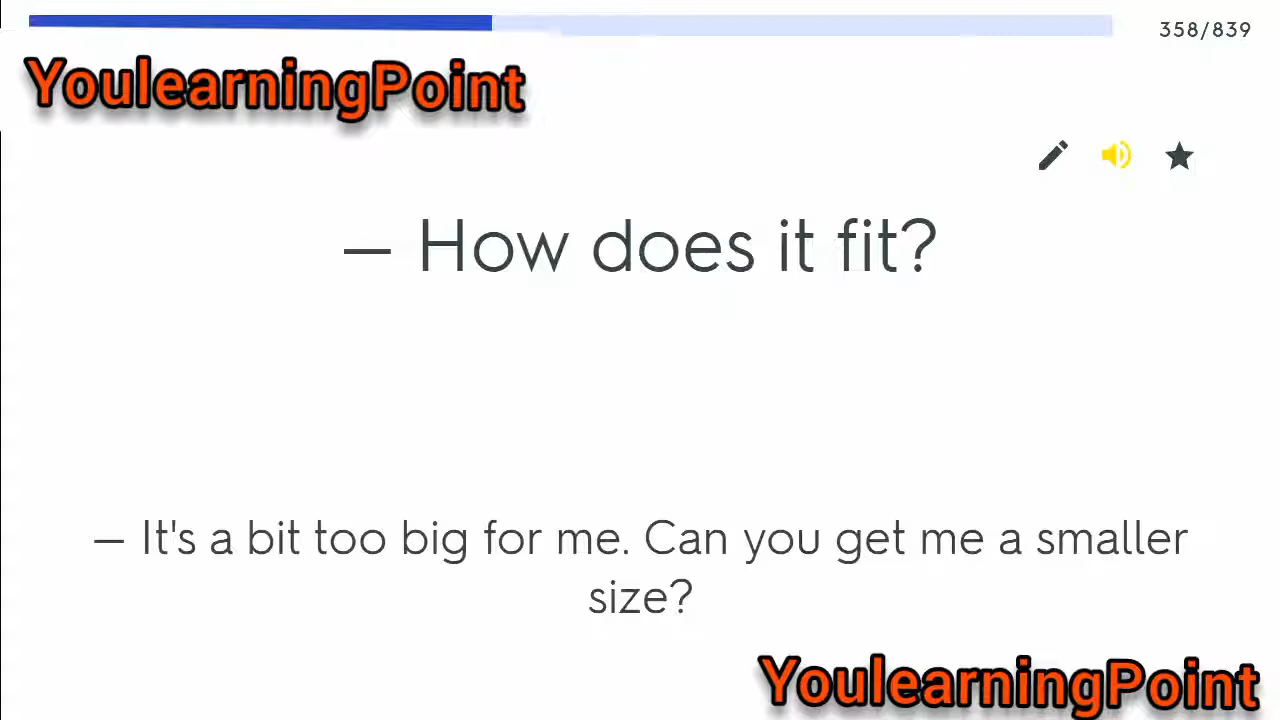 358/839
YoulearningPoint
– How does it fit?
– It's a bit too big for me. Can you get me a smaller
size?
YoulearningPoint